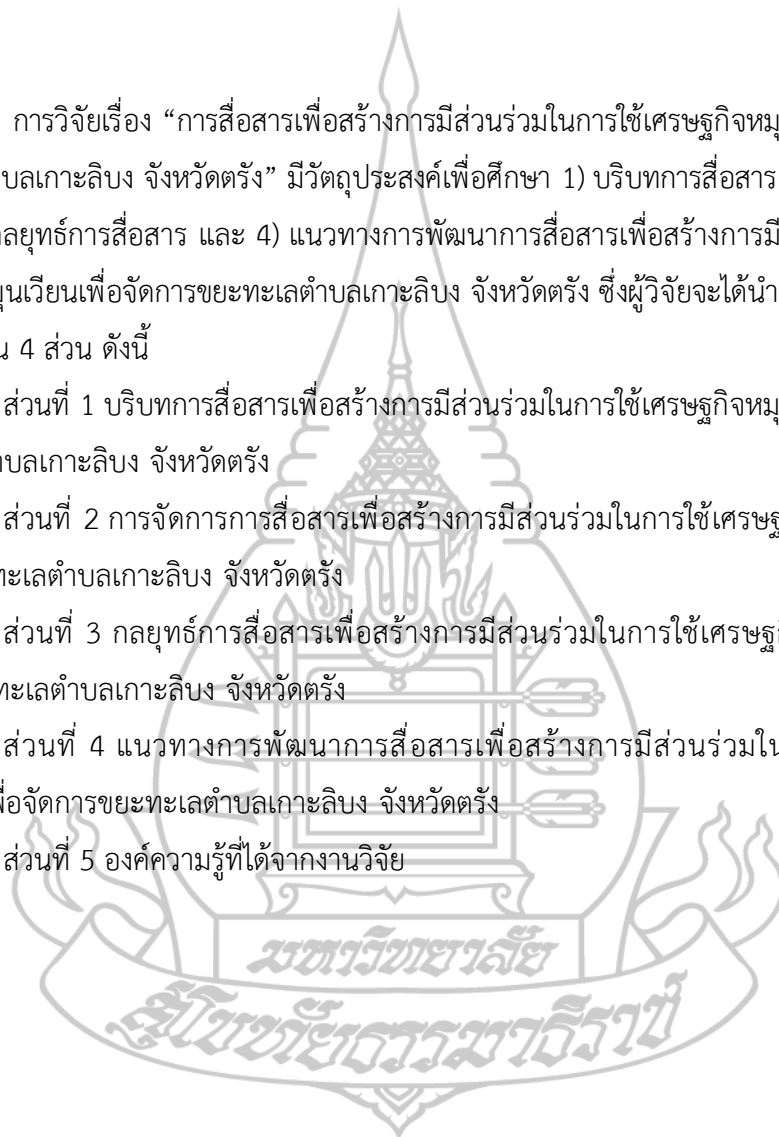 การวิจัยเรื่อง “การสื่อสารเพื่อสร้างการมีส่วนร่วมในการใช้เศรษฐกิจหมุ
บลเกาะลิบง จังหวัดตรัง” มีวัตถุประสงค์เพื่อศึกษา 1) บริบทการสื่อสาร
ลยุทธ์การสื่อสาร และ 4) แนวทางการพัฒนาการสื่อสารเพื่อสร้างการมี
มุนเวียนเพื่อจัดการขยะทะเลตำบลเกาะลิบง จังหวัดตรัง ซึ่งผู้วิจัยจะได้นำ
น 4 ส่วน ดังนี้
ส่วนที่ 1 บริบทการสื่อสารเพื่อสร้างการมีส่วนร่วมในการใช้เศรษฐกิจหมุ
บลเกาะลิบง จังหวัดตรัง
ส่วนที่ 2 การจัดการการสื่อสารเพื่อสร้างการมีส่วนร่วมในการใช้เศรษฐ
ทะเลตำบลเกาะลิบง จังหวัดตรัง
ส่วนที่ 3 กลยุทธ์การสื่อสารเพื่อสร้างการมีส่วนร่วมในการใช้เศรษฐกิ
ทะเลตำบลเกาะลิบง จังหวัดตรัง
ส่วนที่ 4 แนวทางการพัฒนาการสื่อสารเพื่อสร้างการมีส่วนร่วมใน
พื่อจัดการขยะทะเลตำบลเกาะลิบง จังหวัดตรัง
ส่วนที่ 5 องค์ความรู้ที่ได้จากงานวิจัย
มหาวิทยาลัย
สุโขทัยธรรมาธิราช